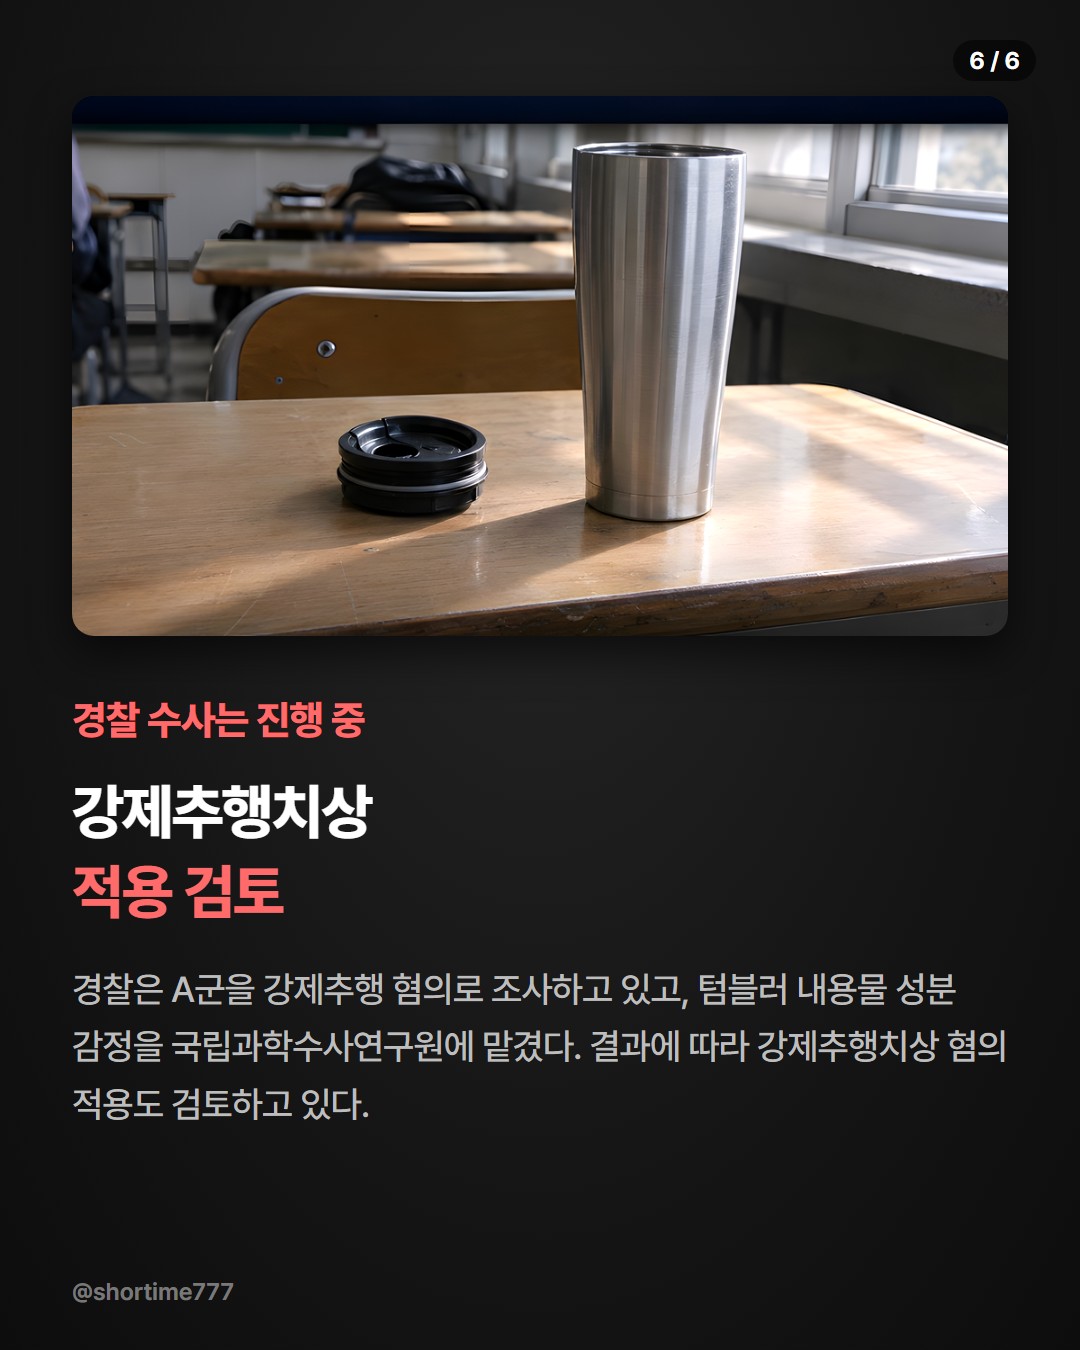 6 / 6
경찰 수사는 진행 중
강제추행치상
적용 검토
경찰은 A군을 강제추행 혐의로 조사하고 있고, 텀블러 내용물 성분
감정을 국립과학수사연구원에 맡겼다. 결과에 따라 강제추행치상 혐의
적용도 검토하고 있다.
@shortime777